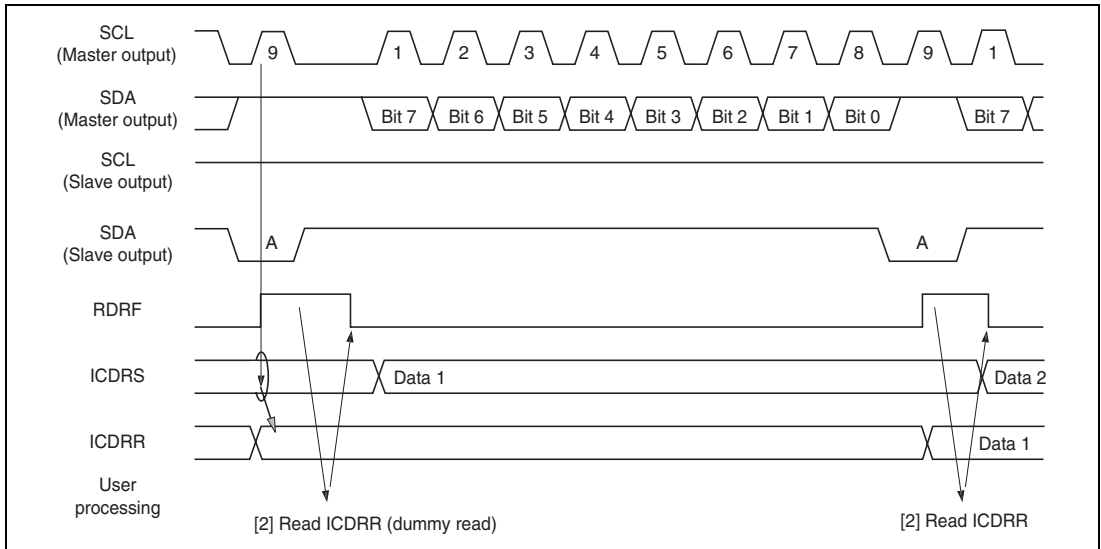 SCL
(Master output)
9 1 2 3 4 5 6 7 8 9 1
SDA
(Master output)
Bit 7 Bit 6 Bit 5 Bit 4 Bit 3 Bit 2 Bit 1 Bit 0 Bit 7
SCL
(Slave output)
SDA
(Slave output)
A A
RDRF
ICDRS
Data 1 Data 2
ICDRR
Data 1
User
processing
[2] Read ICDRR (dummy read) [2] Read ICDRR